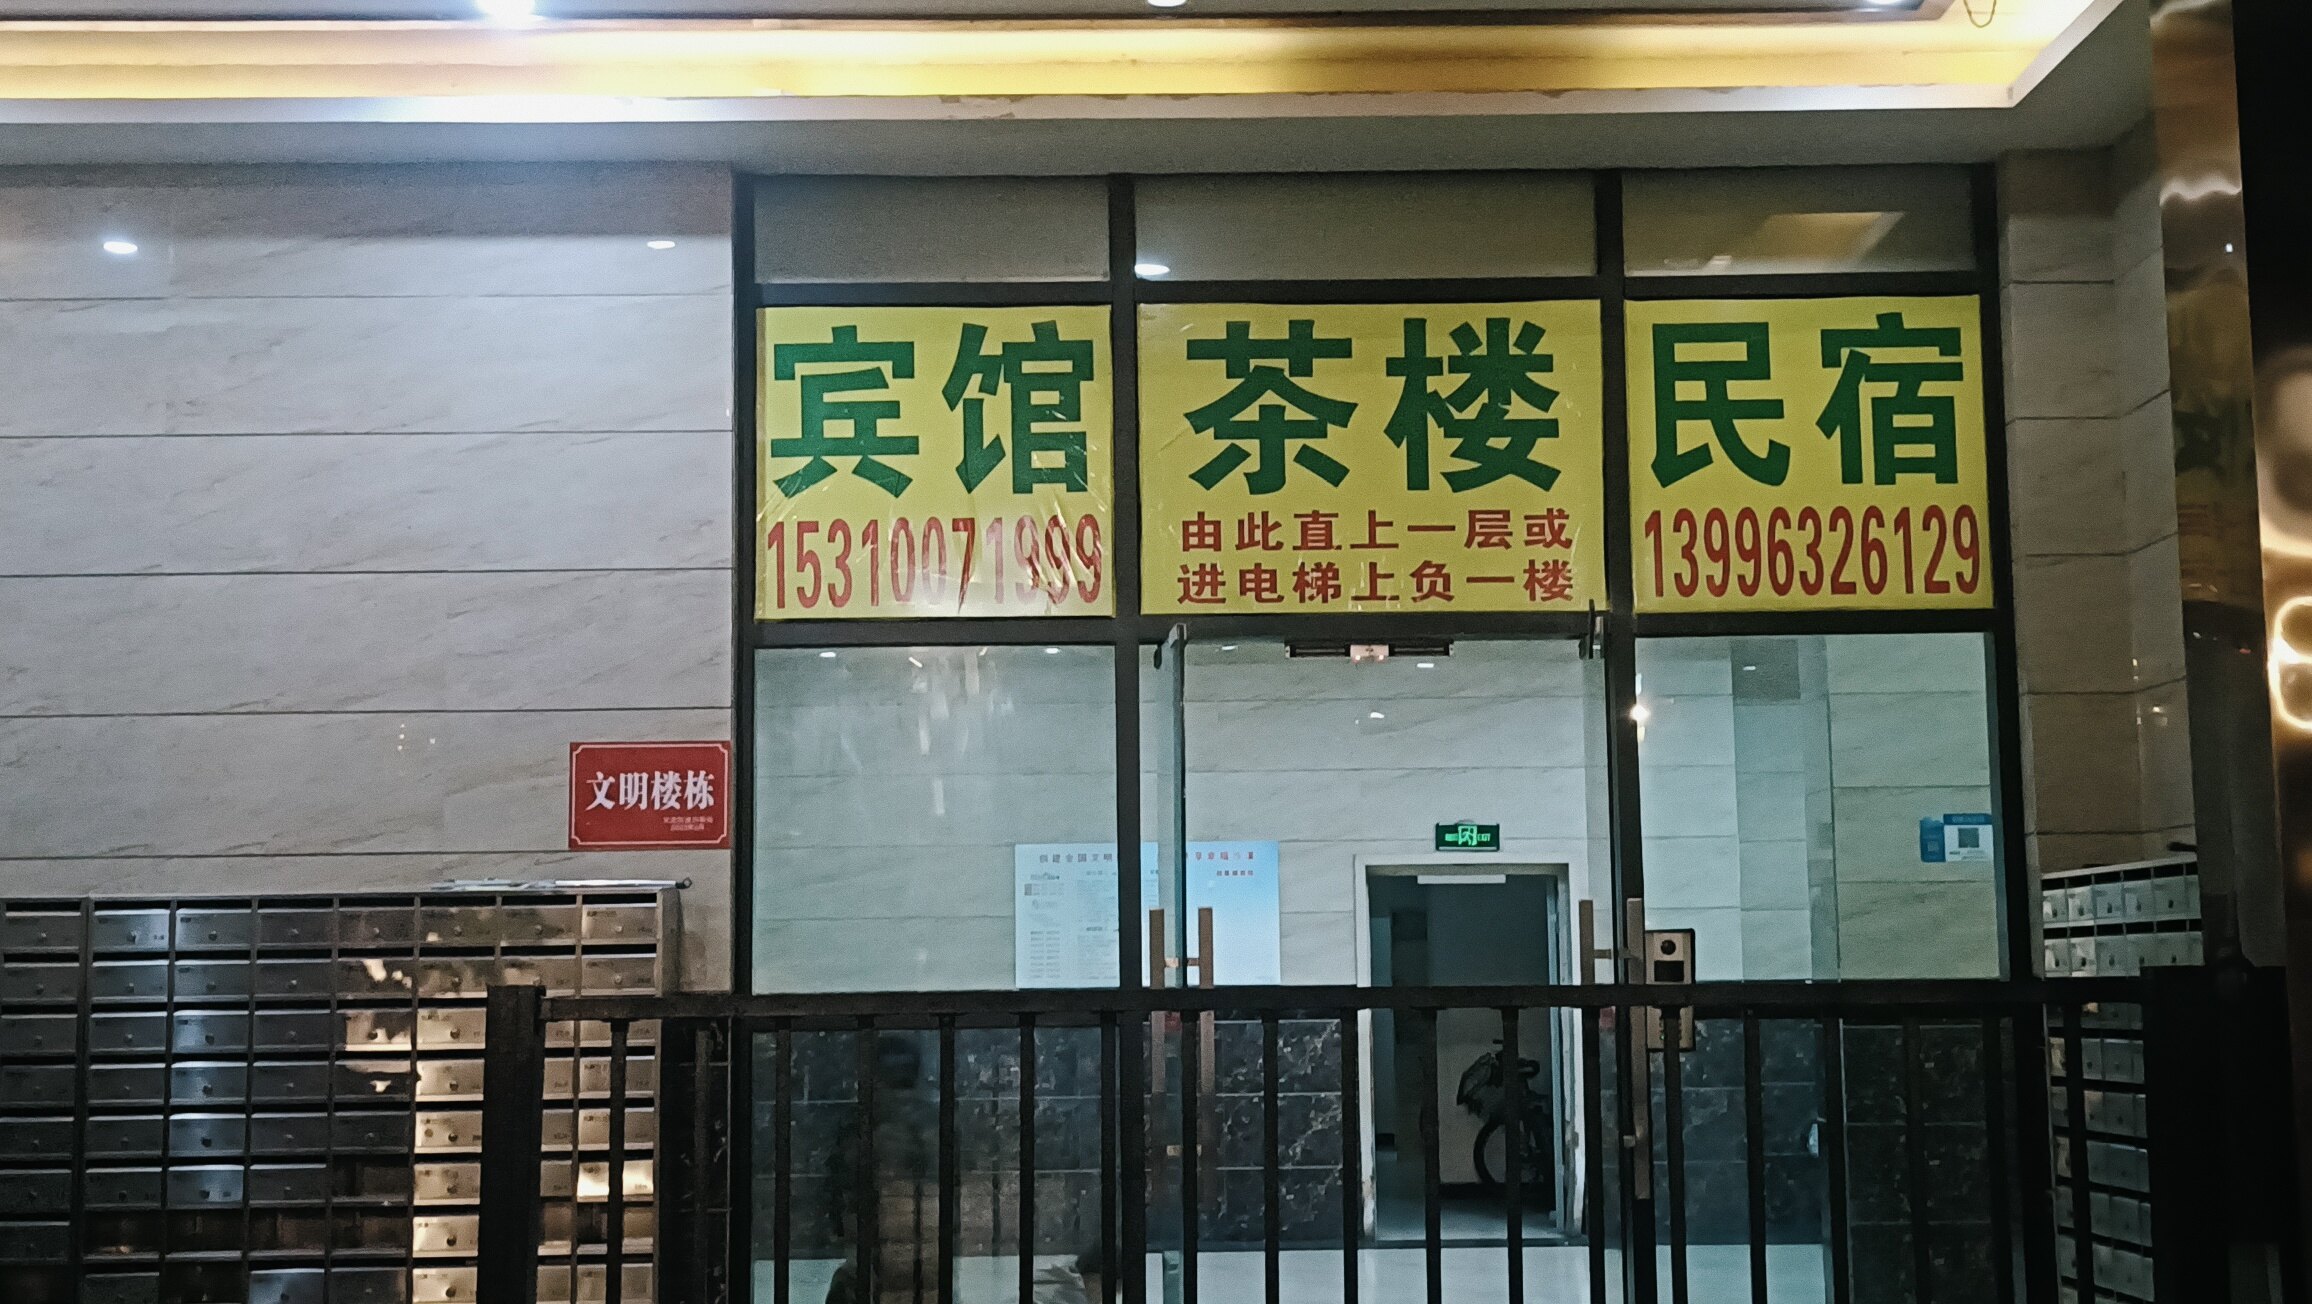 宾馆
15310071999
茶楼
由此直上一层或
进电梯上负一楼
民宿
13996326129
文明楼栋
EXIT